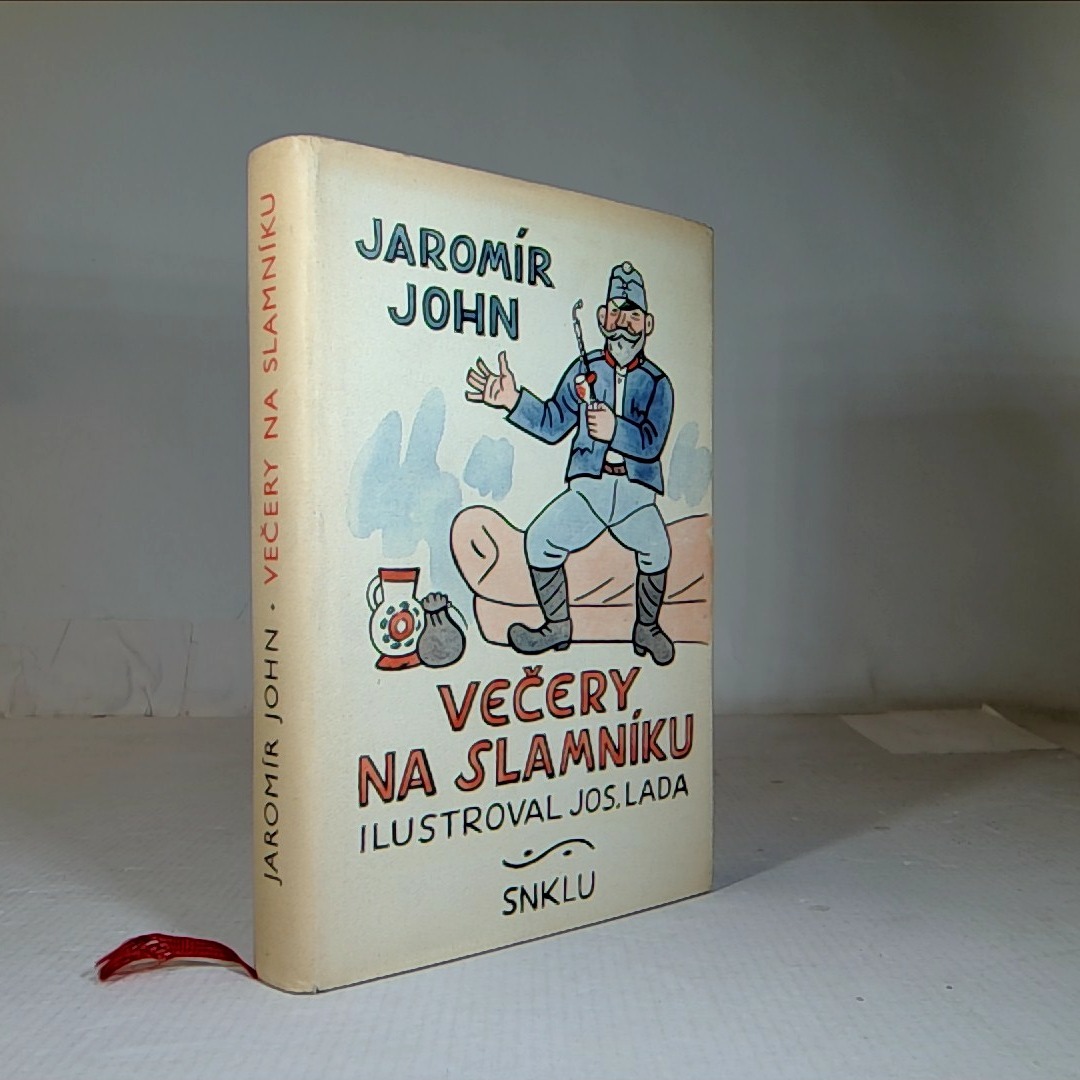 JAROMÍR JOHN · VEČERY NA SLAMNÍKU
JAROMÍR
JOHN
VEČERY
NA SLAMNÍKU
ILUSTROVAL JOS. LADA
SNKLU